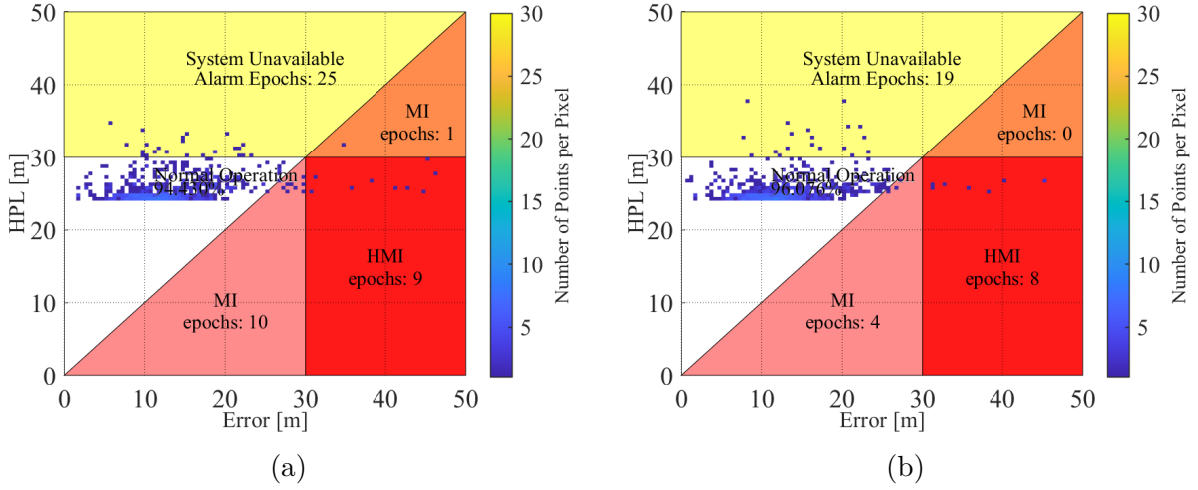 50
40
30
20
10
0
HPL [m]
System Unavailable
Alarm Epochs: 25
MI
epochs: 1
Normal Operation
94.430%
HMI
epochs: 9
MI
epochs: 10
0 10 20 30 40 50
Error [m]
30
25
20
15
10
5
Number of Points per Pixel
(a)
50
40
30
20
10
0
HPL [m]
System Unavailable
Alarm Epochs: 19
MI
epochs: 0
Normal Operation
96.076%
HMI
epochs: 8
MI
epochs: 4
0 10 20 30 40 50
Error [m]
30
25
20
15
10
5
Number of Points per Pixel
(b)